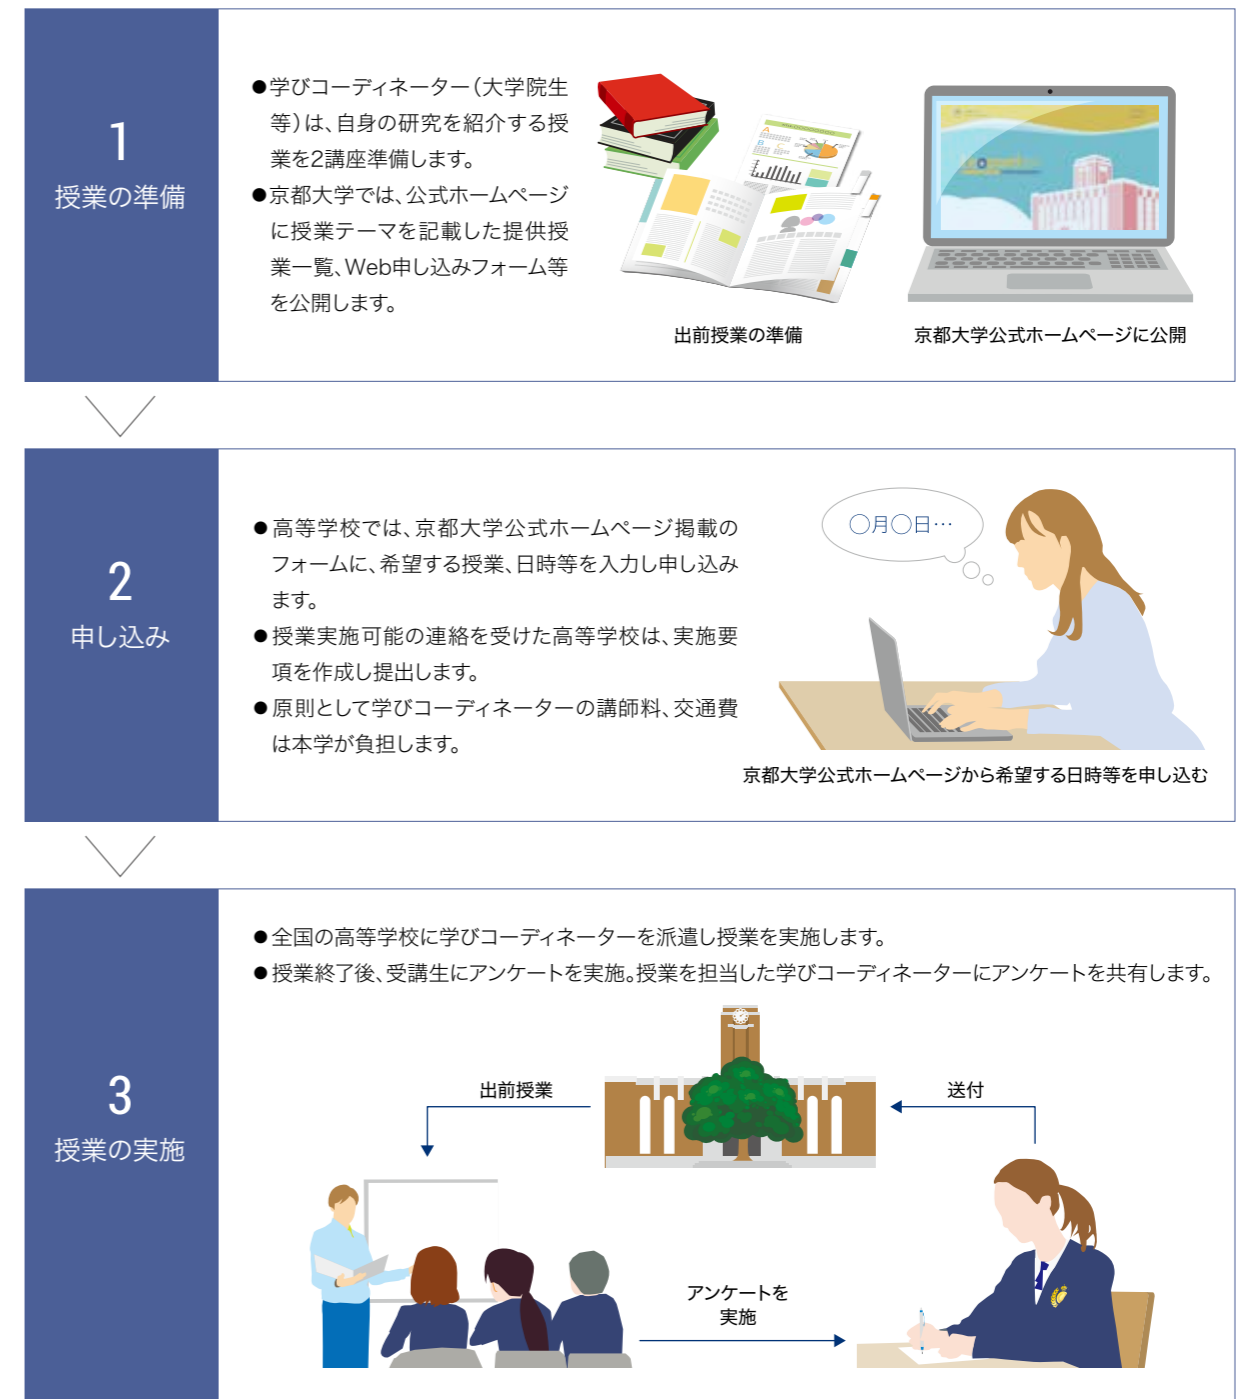 1
授業の準備
●学びコーディネーター(大学院生
等)は、自身の研究を紹介する授
業を2講座準備します。
●京都大学では、公式ホームページ
に授業テーマを記載した提供授
業一覧、Web申し込みフォーム等
を公開します。
A
B
C
出前授業の準備
京都大学公式ホームページに公開
2
申し込み
●高等学校では、京都大学公式ホームページ掲載の
フォームに、希望する授業、日時等を入力し申し込み
ます。
●授業実施可能の連絡を受けた高等学校は、実施要
項を作成し提出します。
●原則として学びコーディネーターの講師料、交通費
は本学が負担します。
〇月〇日…
京都大学公式ホームページから希望する日時等を申し込む
3
授業の実施
●全国の高等学校に学びコーディネーターを派遣し授業を実施します。
●授業終了後、受講生にアンケートを実施。授業を担当した学びコーディネーターにアンケートを共有します。
出前授業
送付
アンケートを
実施